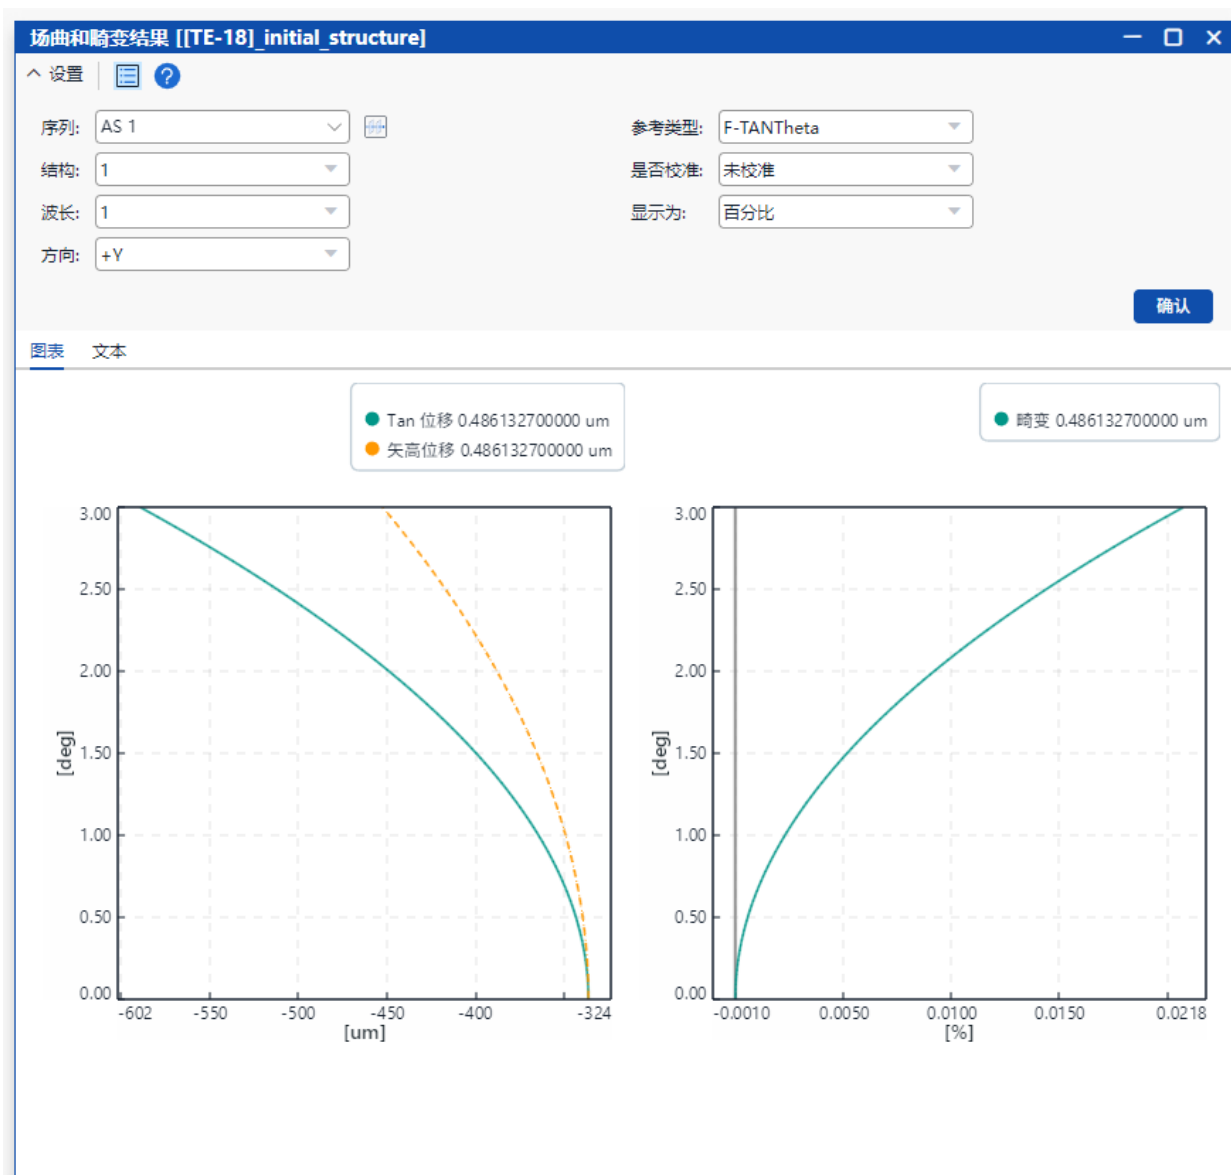 场曲和畸变结果 [[TE-18]_initial_structure]
设置
序列: AS 1
参考类型: F-TANTheta
结构: 1
是否校准: 未校准
波长: 1
显示为: 百分比
方向: +Y
确认
图表 文本
Tan 位移 0.486132700000 um
矢高位移 0.486132700000 um
畸变 0.486132700000 um
3.00
2.50
2.00
1.50
1.00
0.50
0.00
[deg]
-602 -550 -500 -450 -400 -324
[um]
3.00
2.50
2.00
1.50
1.00
0.50
0.00
[deg]
-0.0010 0.0050 0.0100 0.0150 0.0218
[%]